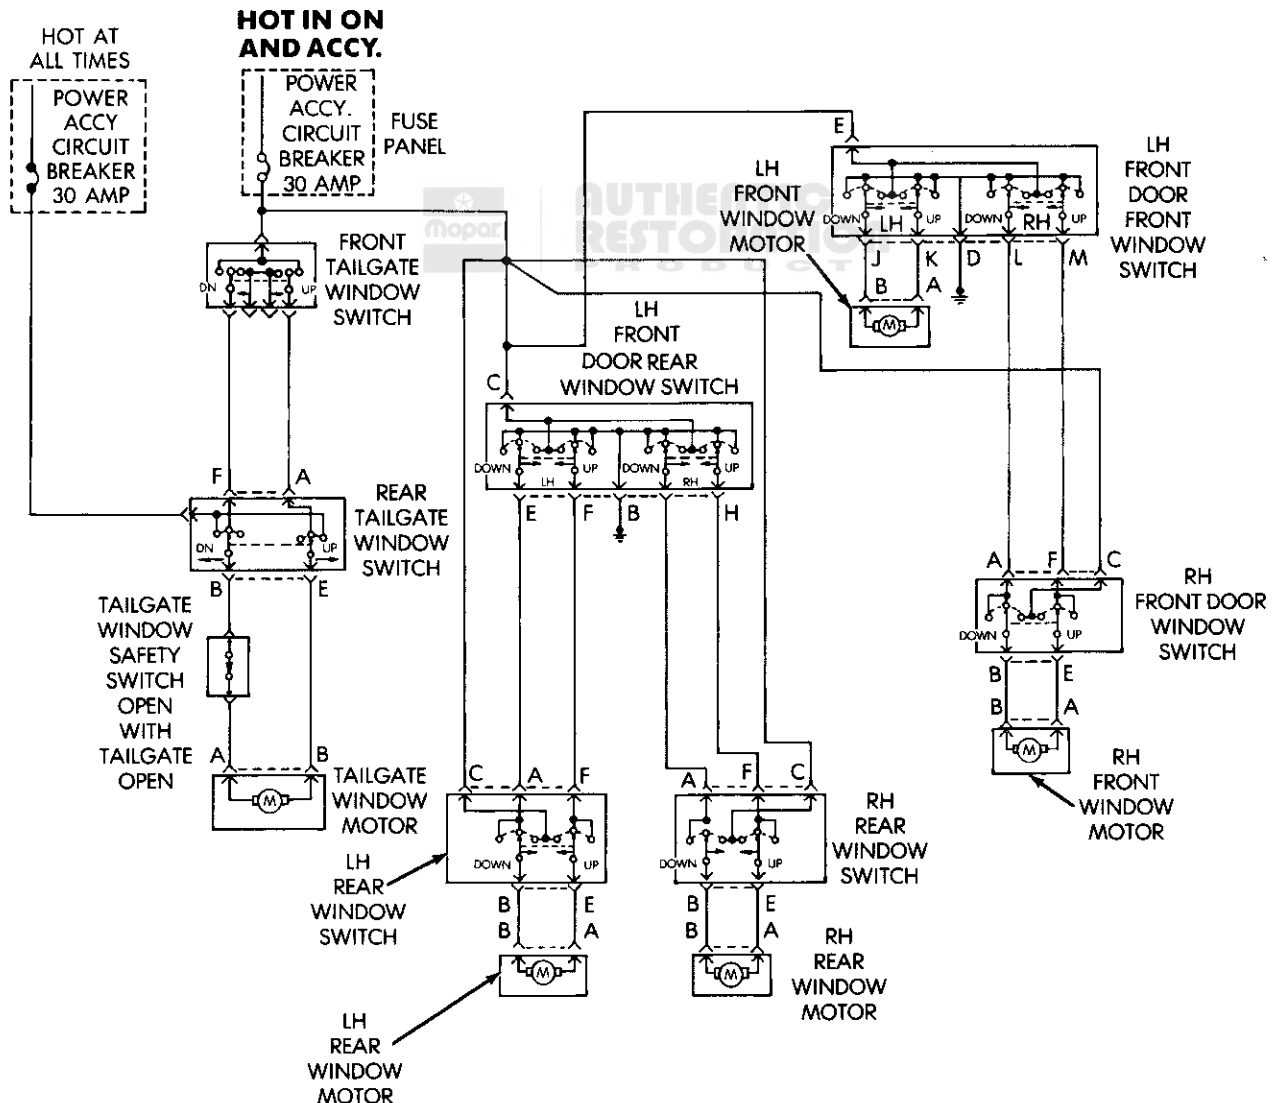 HOT AT
ALL TIMES
POWER
ACCY
CIRCUIT
BREAKER
30 AMP
HOT IN ON
AND ACCY.
POWER
ACCY.
CIRCUIT
BREAKER
30 AMP
FUSE
PANEL
mopar
AUTHENTIC
RESTORATION
PRODUCT
FRONT
TAILGATE
WINDOW
SWITCH
DN
UP
LH
FRONT
WINDOW
MOTOR
E
LH
FRONT
DOOR
FRONT
WINDOW
SWITCH
DOWN
LH
UP
DOWN
RH
UP
J
K
D
L
M
B
A
M
LH
FRONT
DOOR REAR
WINDOW SWITCH
C
DOWN
UP
DOWN
UP
LH
RH
E
F
B
H
F
A
REAR
TAILGATE
WINDOW
SWITCH
DN
UP
B
E
TAILGATE
WINDOW
SAFETY
SWITCH
OPEN
WITH
TAILGATE
OPEN
A
B
M
TAILGATE
WINDOW
MOTOR
A
F
C
RH
FRONT DOOR
WINDOW
SWITCH
DOWN
UP
B
E
B
A
M
RH
FRONT
WINDOW
MOTOR
C
A
F
DOWN
UP
LH
REAR
WINDOW
SWITCH
B
E
B
A
M
LH
REAR
WINDOW
MOTOR
A
F
C
RH
REAR
WINDOW
SWITCH
DOWN
UP
B
E
B
A
M
RH
REAR
WINDOW
MOTOR